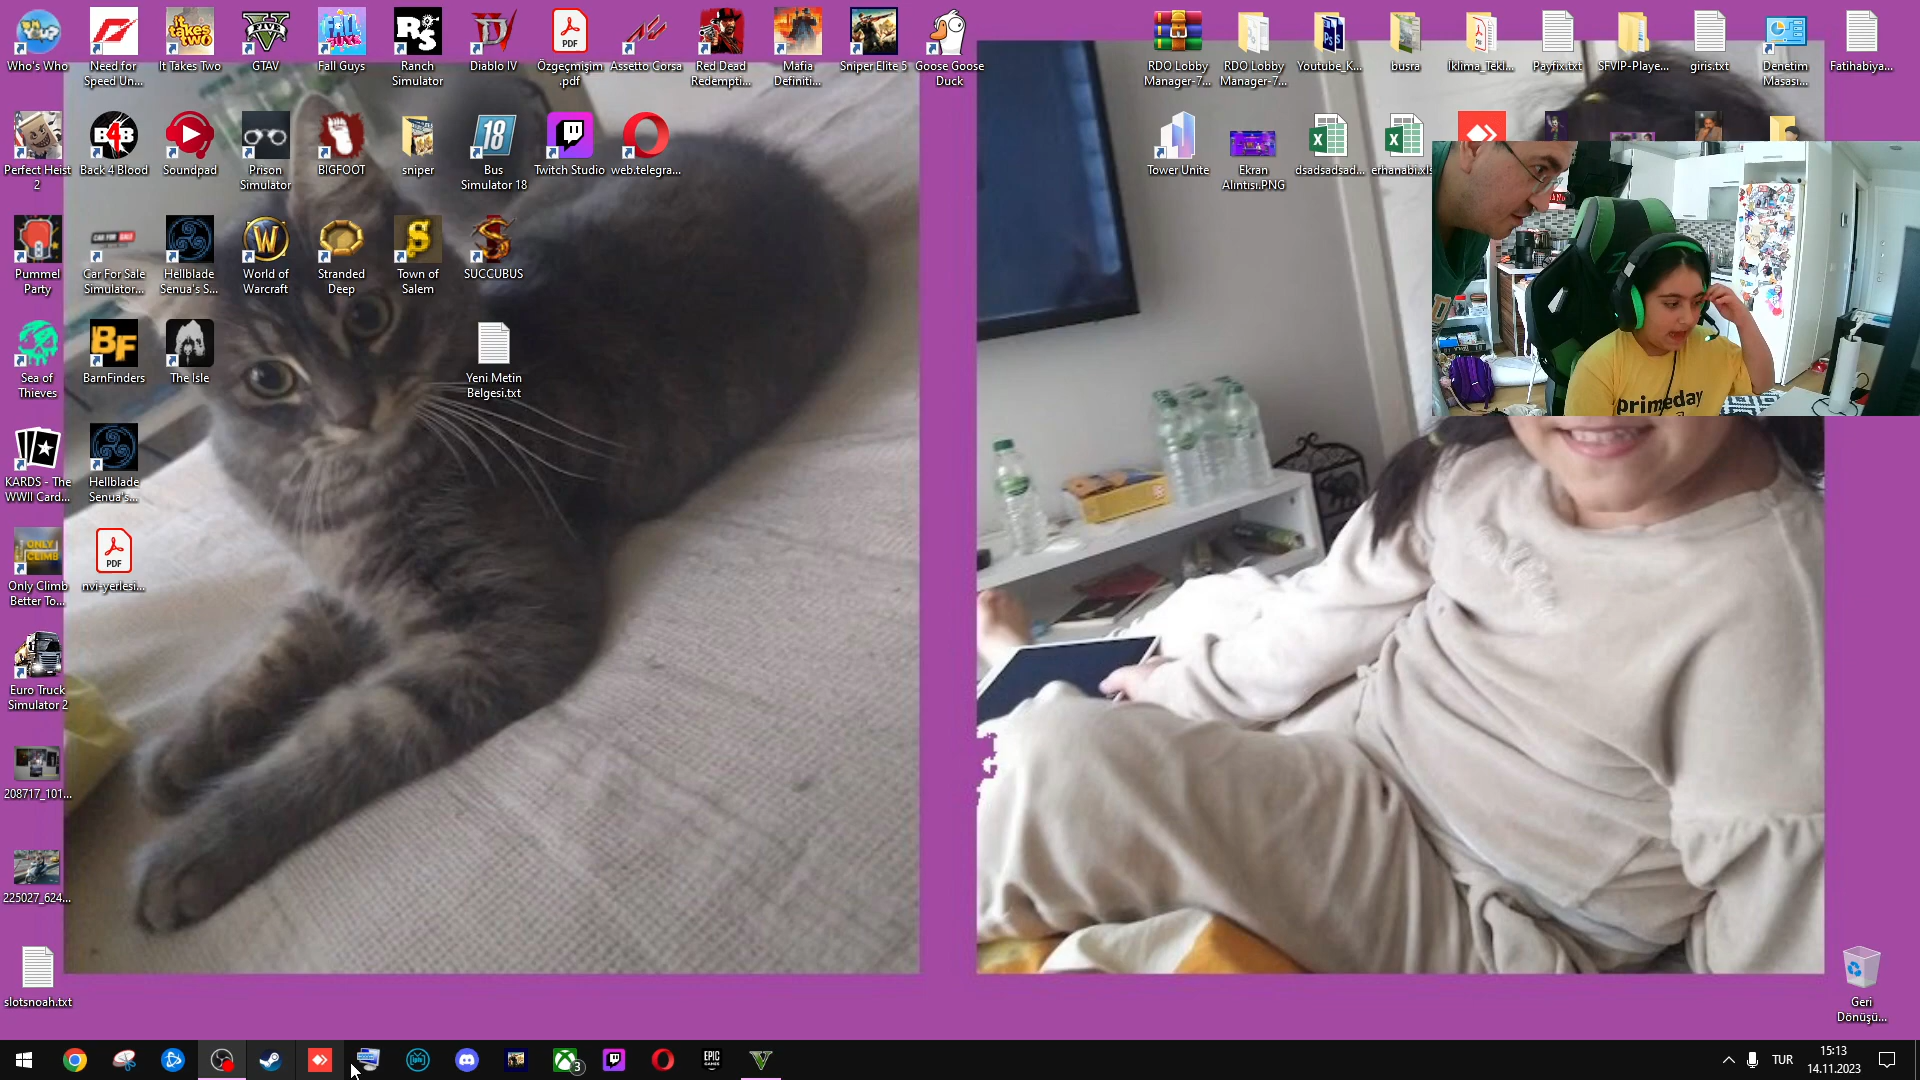 Who's Who
Need for
Speed Un...
It Takes Two
GTAV
Fall Guys
Ranch
Simulator
Diablo IV
Özgeçmişim
.pdf
Assetto Corsa
Red Dead
Redempti...
Mafia
Definiti...
Sniper Elite 5
Goose Goose
Duck
RDO Lobby
Manager-7...
RDO Lobby
Manager-7...
Youtube_K...
busra
Iklima_Tekl...
Payfix.txt
SFVIP-Playe...
giris.txt
Denetim
Masası...
Fatihabiya...
Perfect Heist
2
Back 4 Blood
Soundpad
Prison
Simulator
BIGFOOT
sniper
Bus
Simulator 18
Twitch Studio
web.telegra...
Tower Unite
Ekran
Alıntısı.PNG
dsadsadsad...
erhanabi.xls
Pummel
Party
Car For Sale
Simulator...
Hellblade
Senua's S...
World of
Warcraft
Stranded
Deep
Town of
Salem
SUCCUBUS
Sea of
Thieves
BarnFinders
The Isle
Yeni Metin
Belgesi.txt
primeday
KARDS - The
WWII Card...
Hellblade
Senua's...
Only Climb
Better To...
nvi-yerlesi...
Euro Truck
Simulator 2
208717_101...
225027_624...
slotsnoah.txt
Geri
Dönüşü...
3
TUR
15:13
14.11.2023